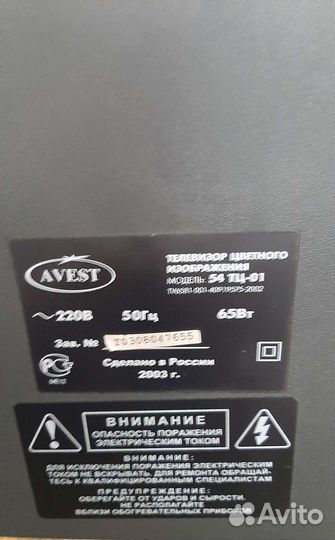 AVEST
ТЕЛЕВИЗОР ЦВЕТНОГО
ИЗОБРАЖЕНИЯ
МОДЕЛЬ: 54 ТЦ-01
~ 220В 50Гц 65Вт
Зав. № T0308047655
Сделано в России
2003 г.
МЕ12
ВНИМАНИЕ
ОПАСНОСТЬ ПОРАЖЕНИЯ
ЭЛЕКТРИЧЕСКИМ ТОКОМ
ВНИМАНИЕ:
ДЛЯ ИСКЛЮЧЕНИЯ ПОРАЖЕНИЯ ЭЛЕКТРИЧЕСКИМ
ТОКОМ НЕ ВСКРЫВАТЬ. ДЛЯ РЕМОНТА ОБРАЩАЙ-
ТЕСЬ К КВАЛИФИЦИРОВАННЫМ СПЕЦИАЛИСТАМ
ПРЕДУПРЕЖДЕНИЕ:
ОБЕРЕГАЙТЕ ОТ УДАРОВ И СЫРОСТИ.
НЕ РАСПОЛАГАЙТЕ
ВБЛИЗИ ОБОГРЕВАТЕЛЬНЫХ ПРИБОРОВ
Avito